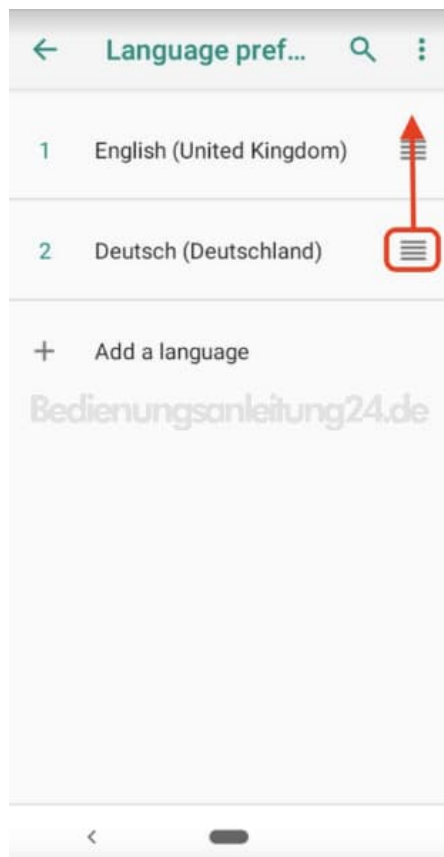 Language pref...
1 English (United Kingdom)
2 Deutsch (Deutschland)
+ Add a language
Bedienungsanleitung24.de